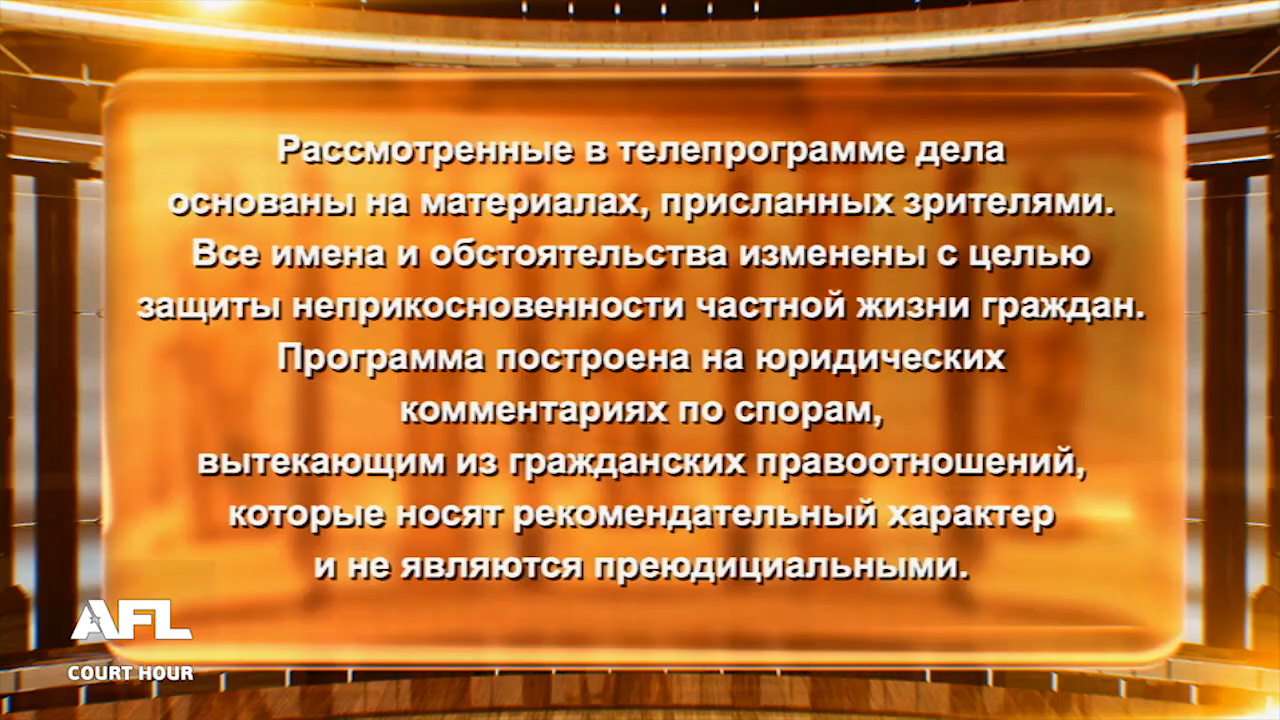 Рассмотренные в телепрограмме дела
основаны на материалах, присланных зрителями.
Все имена и обстоятельства изменены с целью
защиты неприкосновенности частной жизни граждан.
Программа построена на юридических
комментариях по спорам,
вытекающим из гражданских правоотношений,
которые носят рекомендательный характер
и не являются преюдициальными.
AFL
COURT HOUR